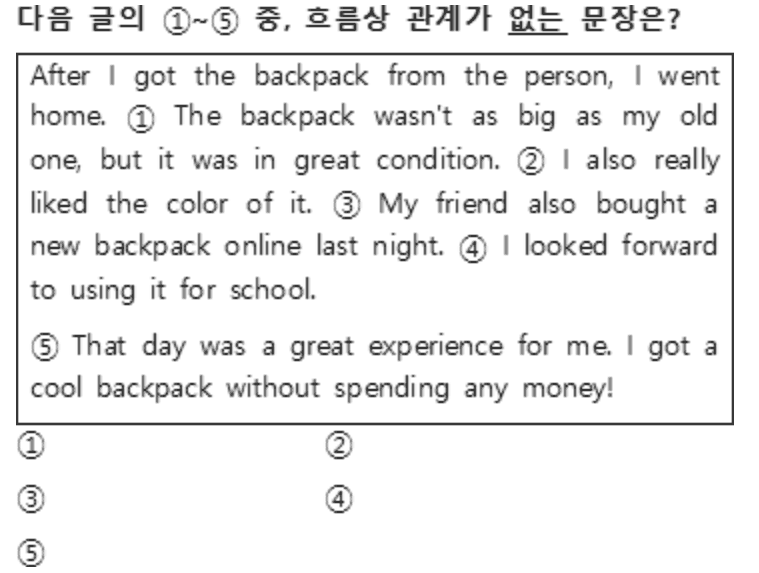 다음 글의 ①~⑤ 중, 흐름상 관계가 없는 문장은?
After I got the backpack from the person, I went
home. ① The backpack wasn't as big as my old
one, but it was in great condition. ② I also really
liked the color of it. ③ My friend also bought a
new backpack online last night. ④ I looked forward
to using it for school.
⑤ That day was a great experience for me. I got a
cool backpack without spending any money!
① ②
③ ④
⑤